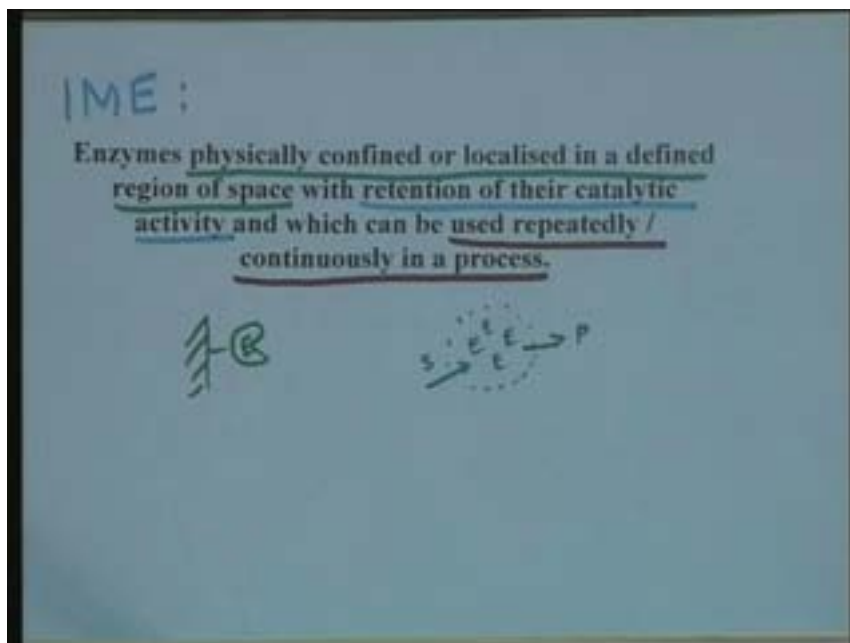 IME :
Enzymes physically confined or localised in a defined
region of space with retention of their catalytic
activity and which can be used repeatedly /
continuously in a process.
E
E
E E
S E P